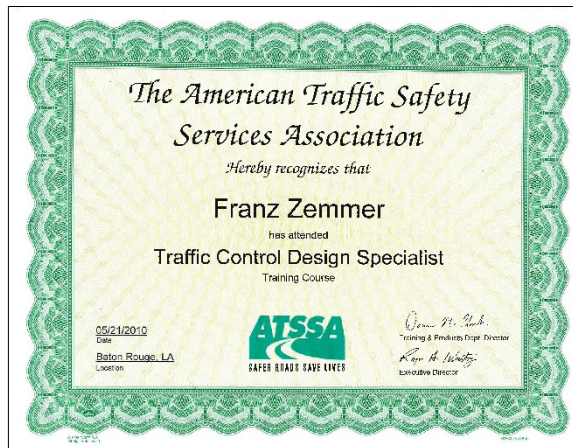 The American Traffic Safety
Services Association
Hereby recognizes that
Franz Zemmer
has attended
Traffic Control Design Specialist
Training Course
05/21/2010
Date
Baton Rouge, LA
Location
ATSSA
SAFER ROADS SAVE LIVES
Training & Products Dept. Director
Executive Director